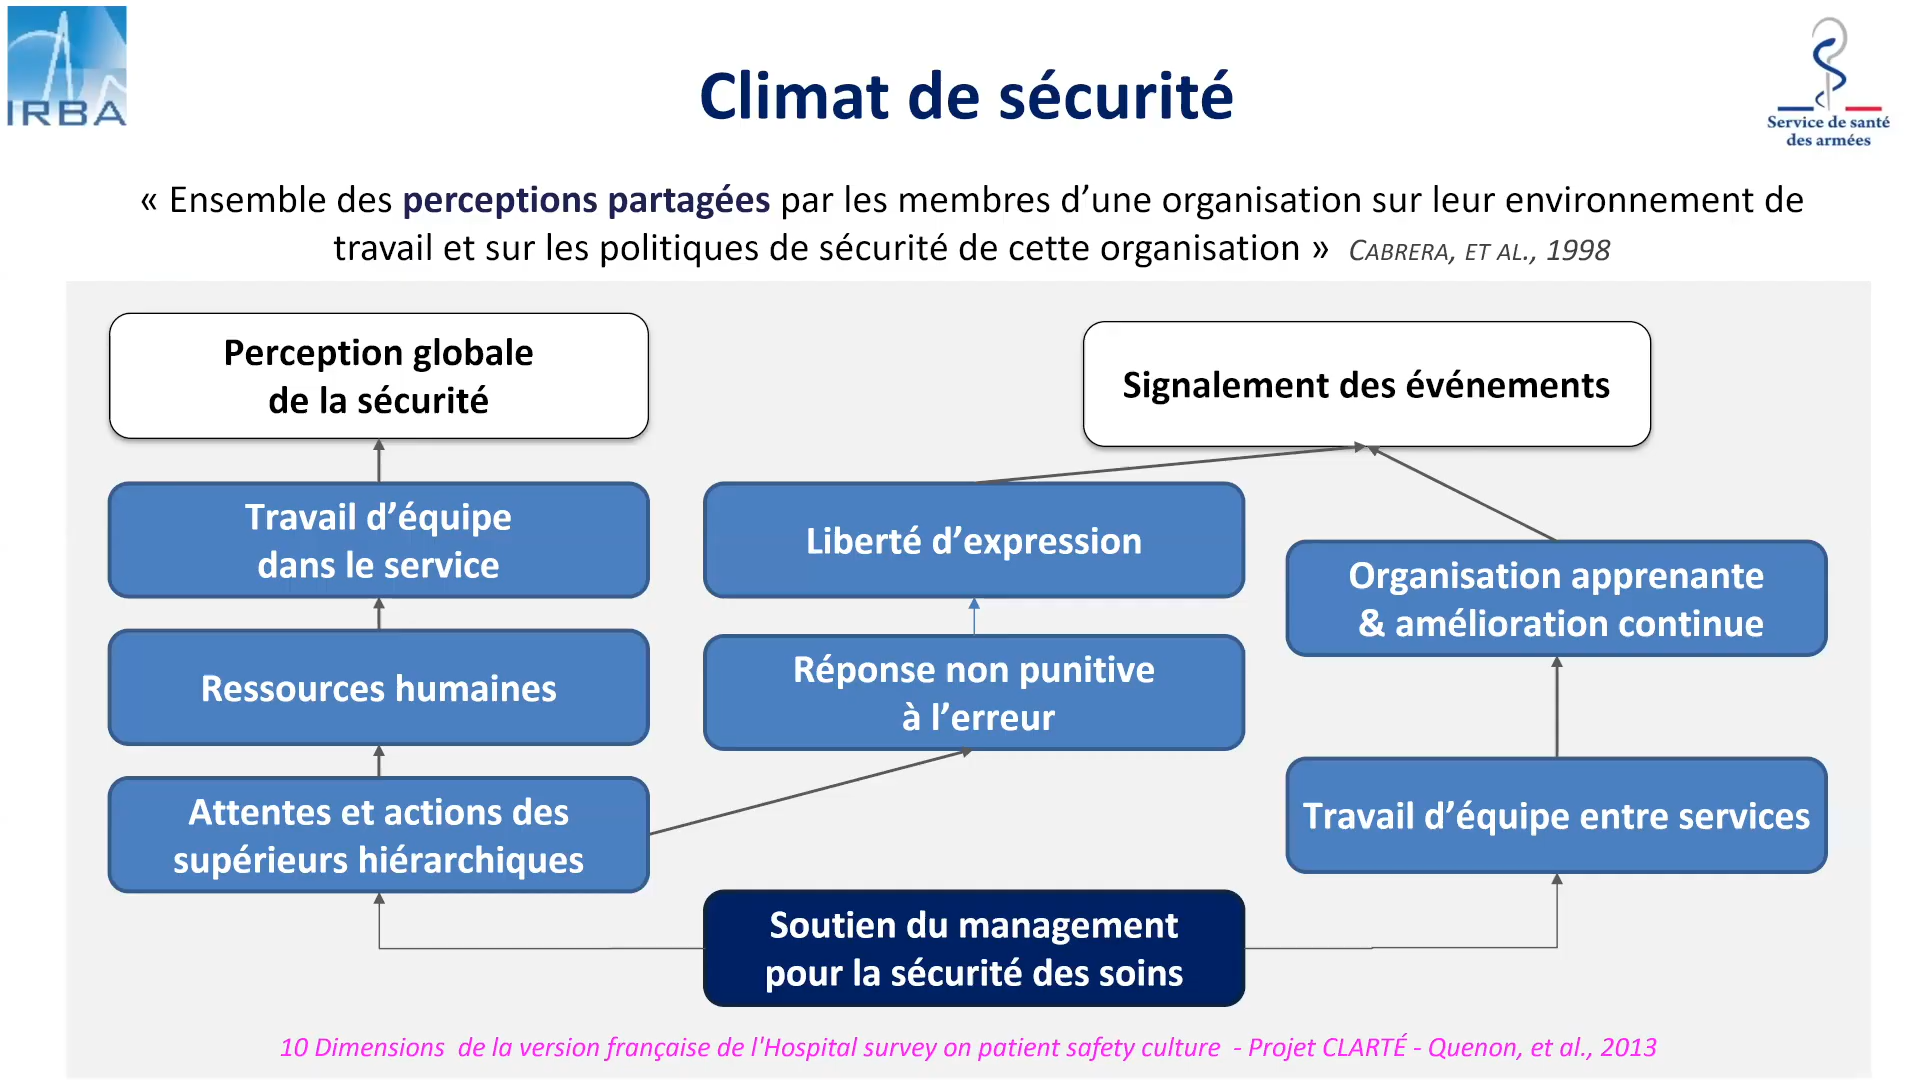 IRBA
Climat de sécurité
Service de santé
des armées
« Ensemble des perceptions partagées par les membres d’une organisation sur leur environnement de
travail et sur les politiques de sécurité de cette organisation » CABRERA, ET AL., 1998
Perception globale
de la sécurité
Signalement des événements
Travail d’équipe
dans le service
Liberté d’expression
Organisation apprenante
& amélioration continue
Ressources humaines
Réponse non punitive
à l’erreur
Attentes et actions des
supérieurs hiérarchiques
Travail d’équipe entre services
Soutien du management
pour la sécurité des soins
10 Dimensions de la version française de l'Hospital survey on patient safety culture - Projet CLARTÉ - Quenon, et al., 2013